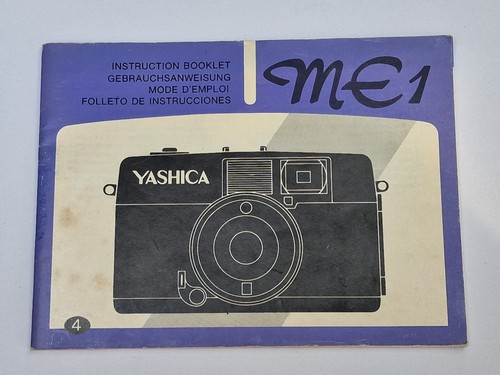 INSTRUCTION BOOKLET
GEBRAUCHSANWEISUNG
MODE D'EMPLOI
FOLLETO DE INSTRUCCIONES
ME1
YASHICA
4